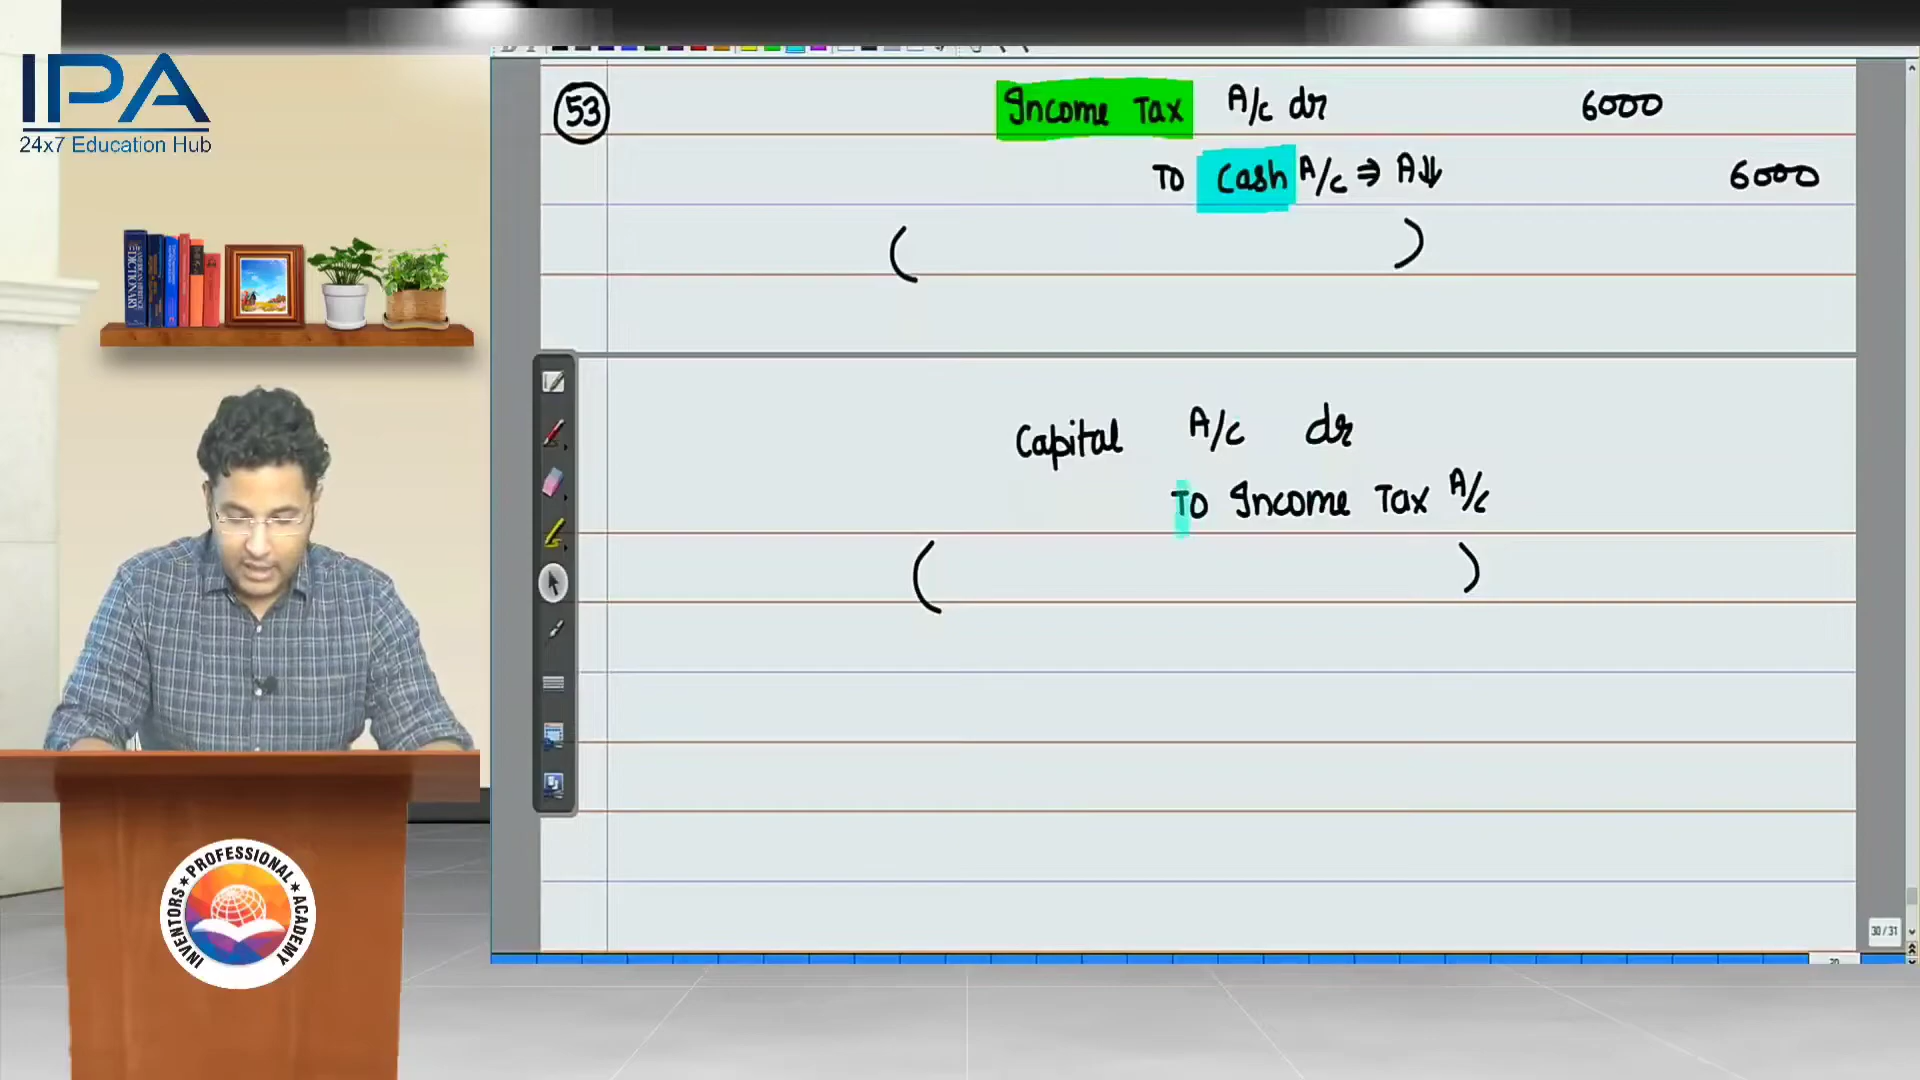 IPA
24x7 Education Hub
53 Income Tax A/c dr 6000
To Cash A/c ⇒ A↓ 6000
( )
Capital A/c dr
To Income Tax A/c
( )
DICTIONARY
INVENTORS ★ PROFESSIONAL ★ ACADEMY
30/31